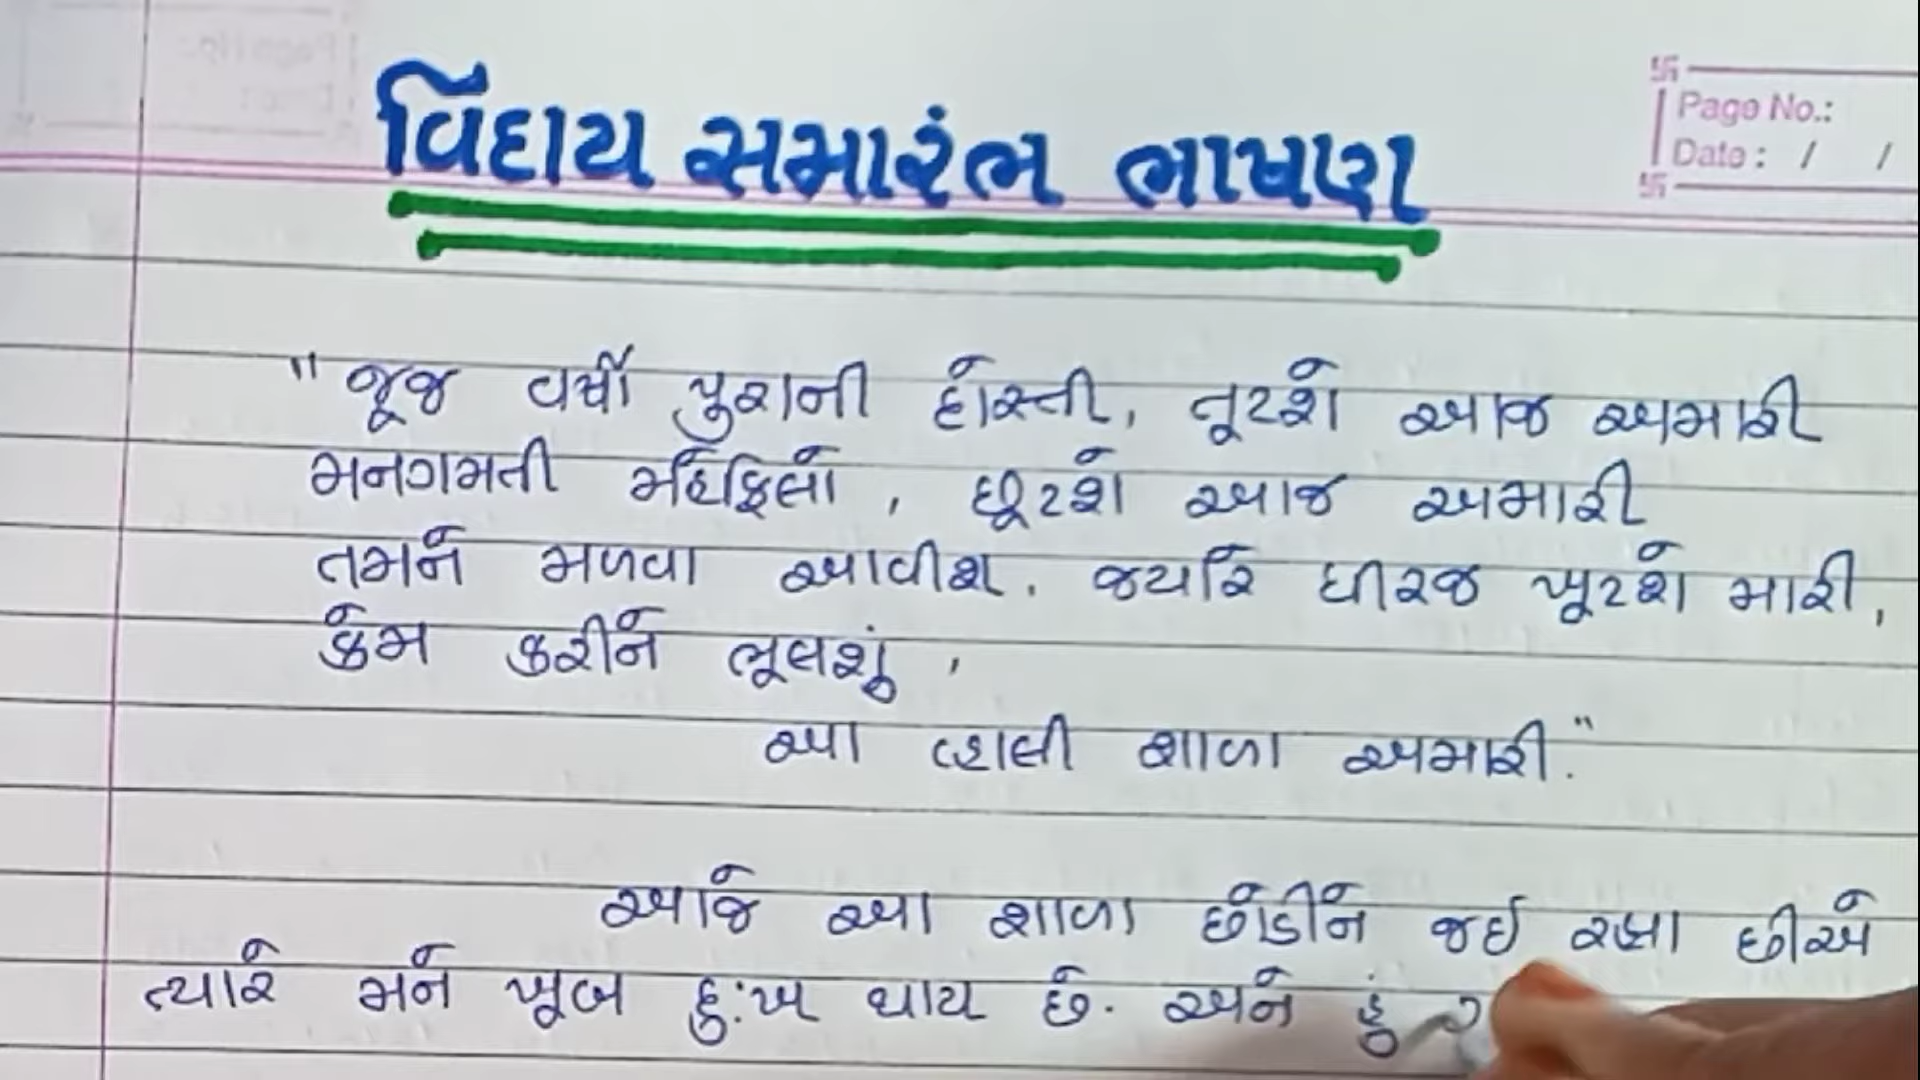 Page No.:
Date : / /
વિદાય સમારંભ ભાષણ
"જૂજ વર્ષો પુરાની દોસ્તી, તૂટશે આજ અમારી
મનગમતી મહેફિલો, છૂટશે આજ અમારી
તમને મળવા આવીશ. જ્યારે ધીરજ ખૂટશે મારી,
કેમ કરીને ભૂલશું,
આ વ્હાલી શાળા અમારી."
આજે આ શાળા છોડીને જઈ રહ્યા છીએ
ત્યારે મને ખૂબ દુ:ખ થાય છે. અને હું